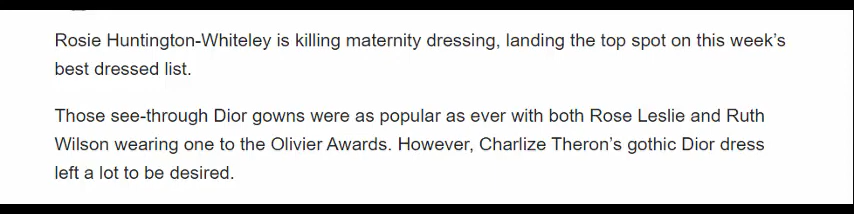 Rosie Huntington-Whiteley is killing maternity dressing, landing the top spot on this week’s
best dressed list.
Those see-through Dior gowns were as popular as ever with both Rose Leslie and Ruth
Wilson wearing one to the Olivier Awards. However, Charlize Theron’s gothic Dior dress
left a lot to be desired.